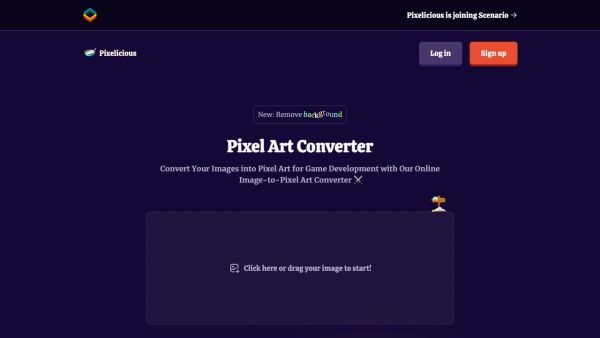 Pixelicious is joining Scenario →
Pixelicious
Log in
Sign up
New: Remove background
Pixel Art Converter
Convert Your Images into Pixel Art for Game Development with Our Online
Image-to-Pixel Art Converter
Click here or drag your image to start!